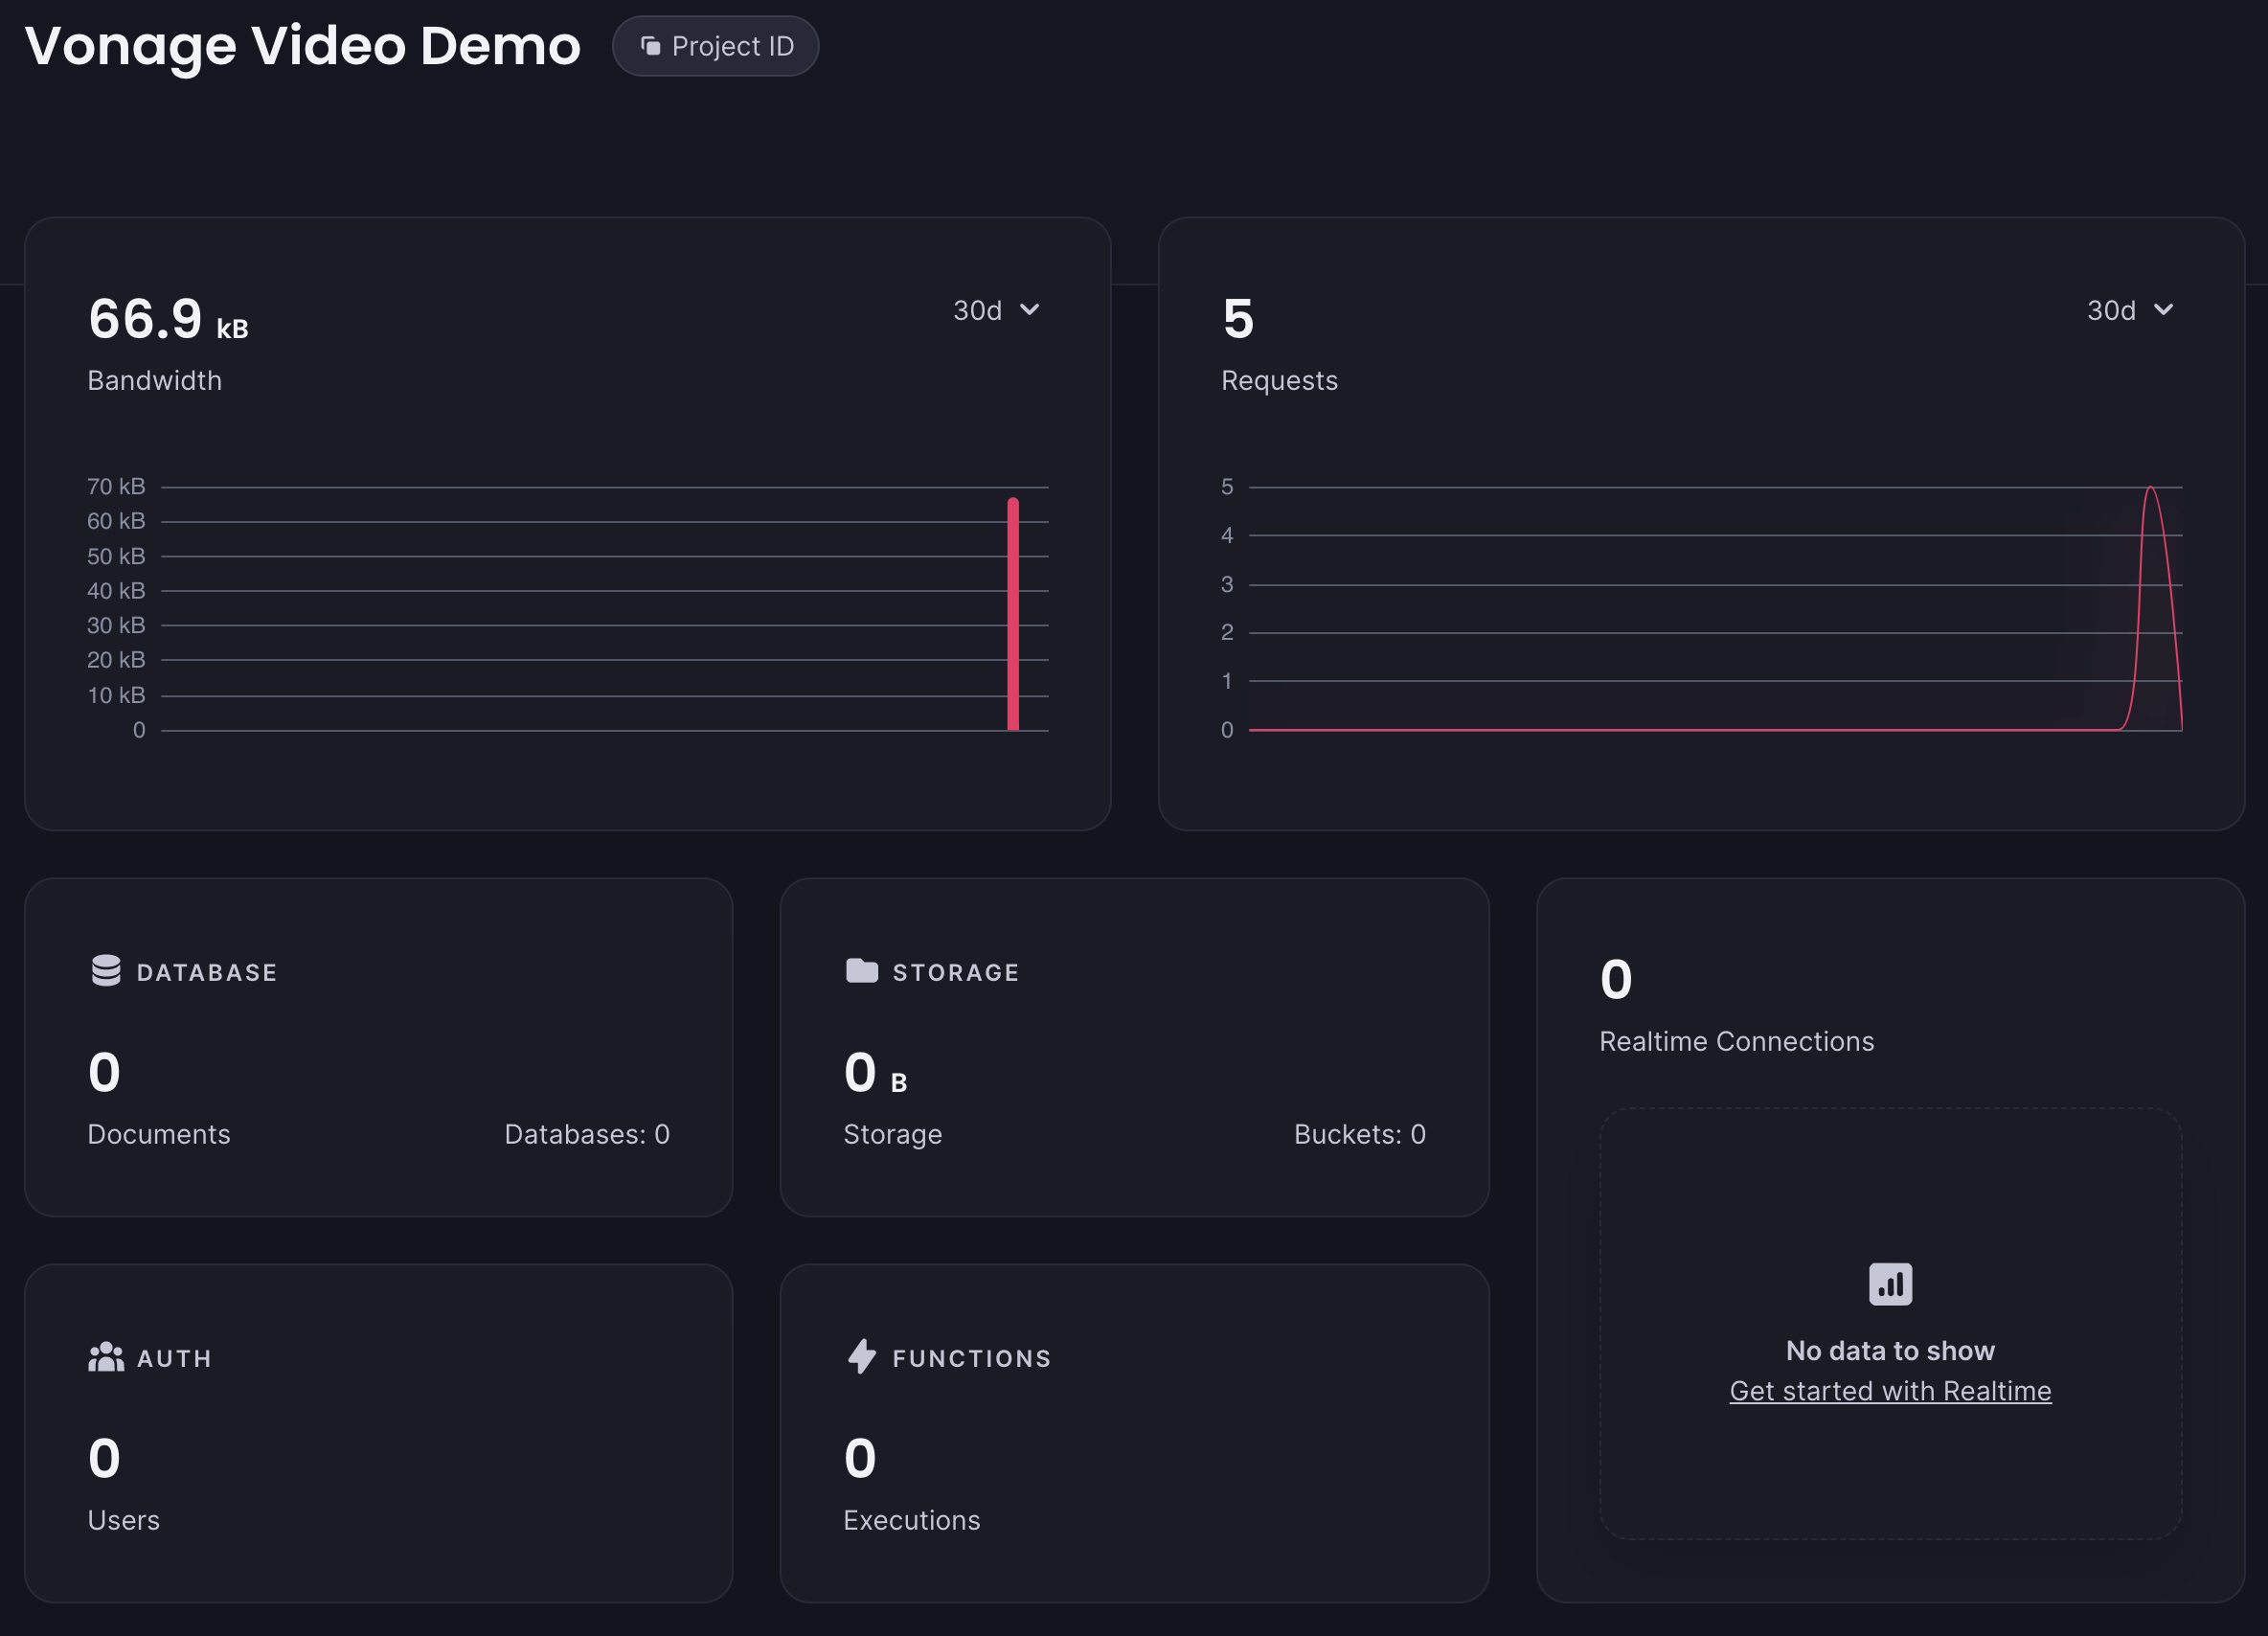 Vonage Video Demo
Project ID
66.9 kB
30d
Bandwidth
70 kB
60 kB
50 kB
40 kB
30 kB
20 kB
10 kB
0
5
30d
Requests
5
4
3
2
1
0
DATABASE
0
Documents
Databases: 0
STORAGE
0 B
Storage
Buckets: 0
0
Realtime Connections
No data to show
Get started with Realtime
AUTH
0
Users
FUNCTIONS
0
Executions